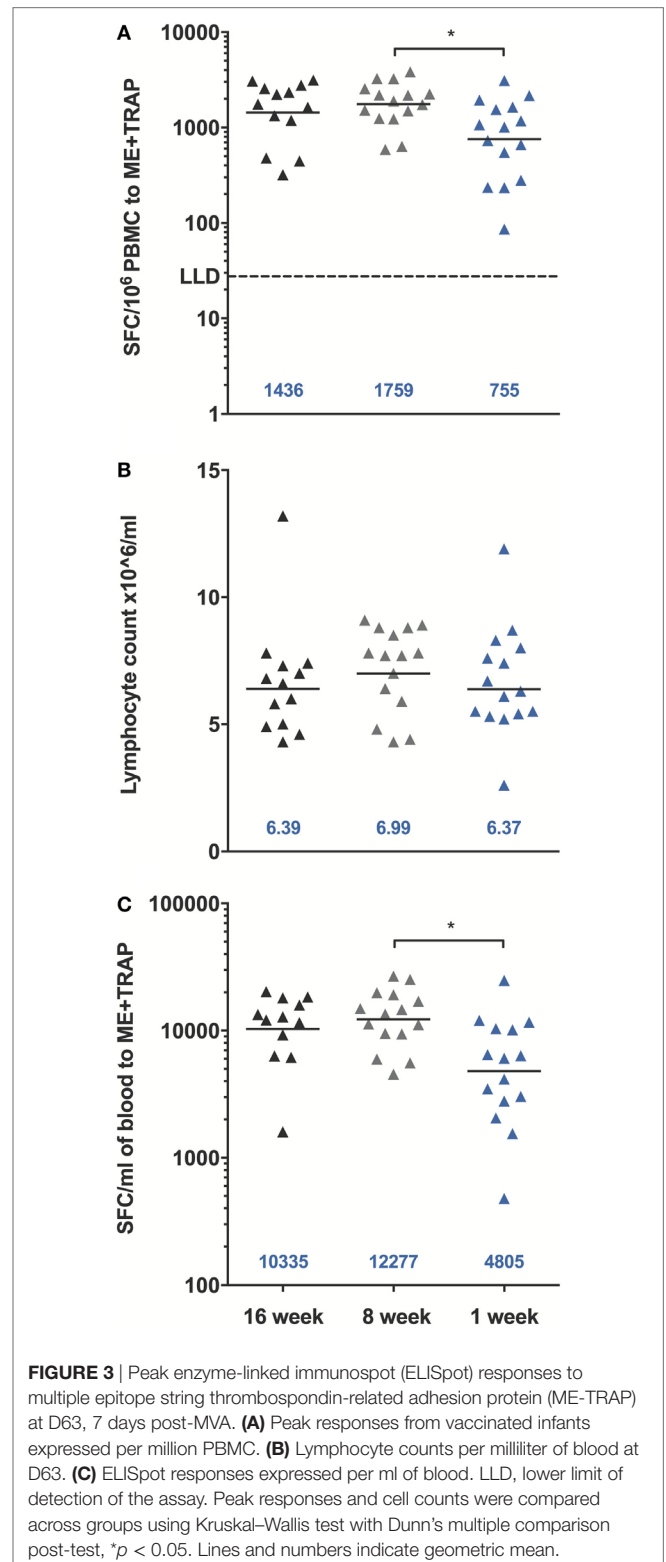 A
10000
*
1000
SFC/10⁶ PBMC to ME+TRAP
100
LLD
10
1436 1759 755
1
B
15
Lymphocyte count x10^6/ml
10
5
6.39 6.99 6.37
0
C
100000
*
SFC/ml of blood to ME+TRAP
10000
1000
10335 12277 4805
100
16 week 8 week 1 week
FIGURE 3 | Peak enzyme-linked immunospot (ELISpot) responses to
multiple epitope string thrombospondin-related adhesion protein (ME-TRAP)
at D63, 7 days post-MVA. (A) Peak responses from vaccinated infants
expressed per million PBMC. (B) Lymphocyte counts per milliliter of blood at
D63. (C) ELISpot responses expressed per ml of blood. LLD, lower limit of
detection of the assay. Peak responses and cell counts were compared
across groups using Kruskal–Wallis test with Dunn's multiple comparison
post-test, *p < 0.05. Lines and numbers indicate geometric mean.